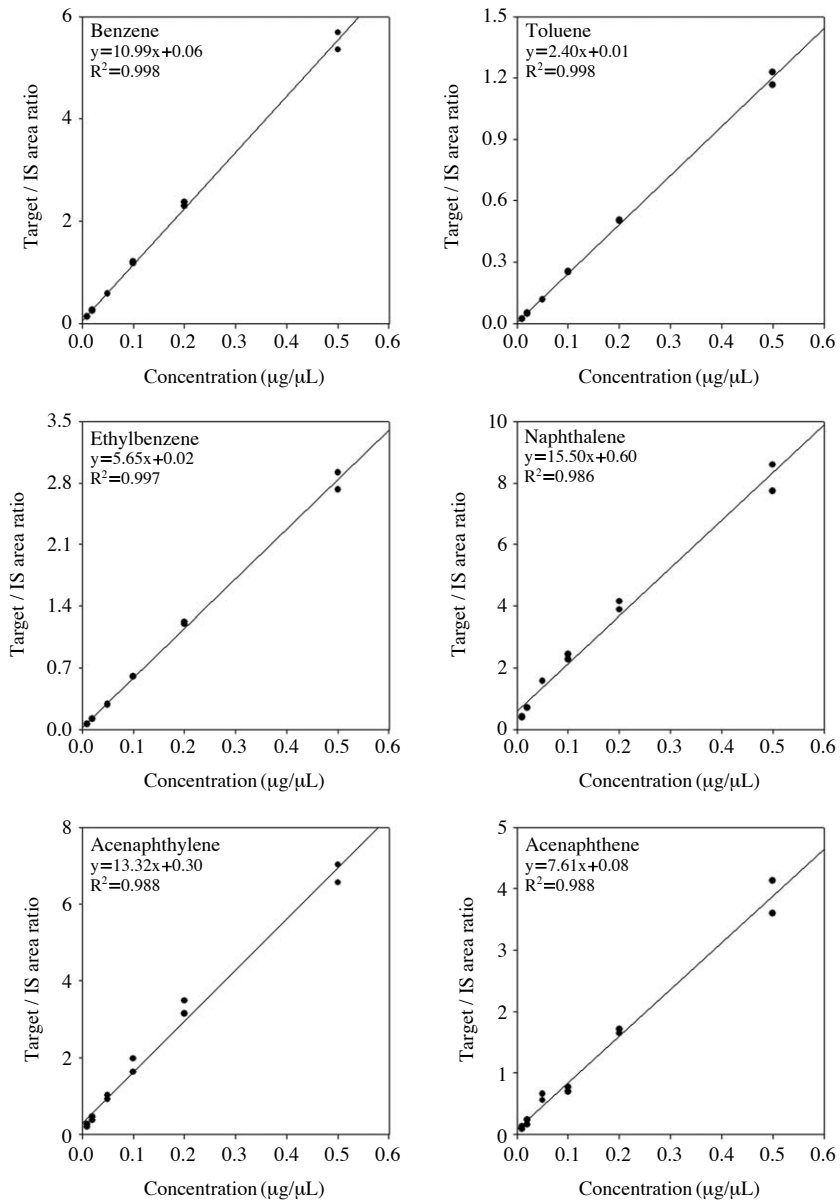 Benzene
y=10.99x+0.06
R²=0.998
6
4
2
0
0.0 0.1 0.2 0.3 0.4 0.5 0.6
Target / IS area ratio
Concentration (μg/μL)
Toluene
y=2.40x+0.01
R²=0.998
1.5
1.2
0.9
0.6
0.3
0.0
0.0 0.1 0.2 0.3 0.4 0.5 0.6
Target / IS area ratio
Concentration (μg/μL)
Ethylbenzene
y=5.65x+0.02
R²=0.997
3.5
2.8
2.1
1.4
0.7
0.0
0.0 0.1 0.2 0.3 0.4 0.5 0.6
Target / IS area ratio
Concentration (μg/μL)
Naphthalene
y=15.50x+0.60
R²=0.986
10
8
6
4
2
0
0.0 0.1 0.2 0.3 0.4 0.5 0.6
Target / IS area ratio
Concentration (μg/μL)
Acenaphthylene
y=13.32x+0.30
R²=0.988
8
6
4
2
0
0.0 0.1 0.2 0.3 0.4 0.5 0.6
Target / IS area ratio
Concentration (μg/μL)
Acenaphthene
y=7.61x+0.08
R²=0.988
5
4
3
2
1
0
0.0 0.1 0.2 0.3 0.4 0.5 0.6
Target / IS area ratio
Concentration (μg/μL)